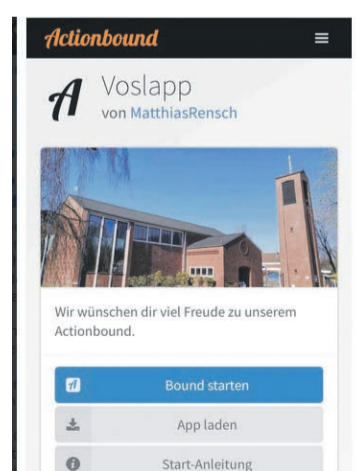 Actionbound
Voslapp
von MatthiasRensch
Wir wünschen dir viel Freude zu unserem
Actionbound.
Bound starten
App laden
Start-Anleitung